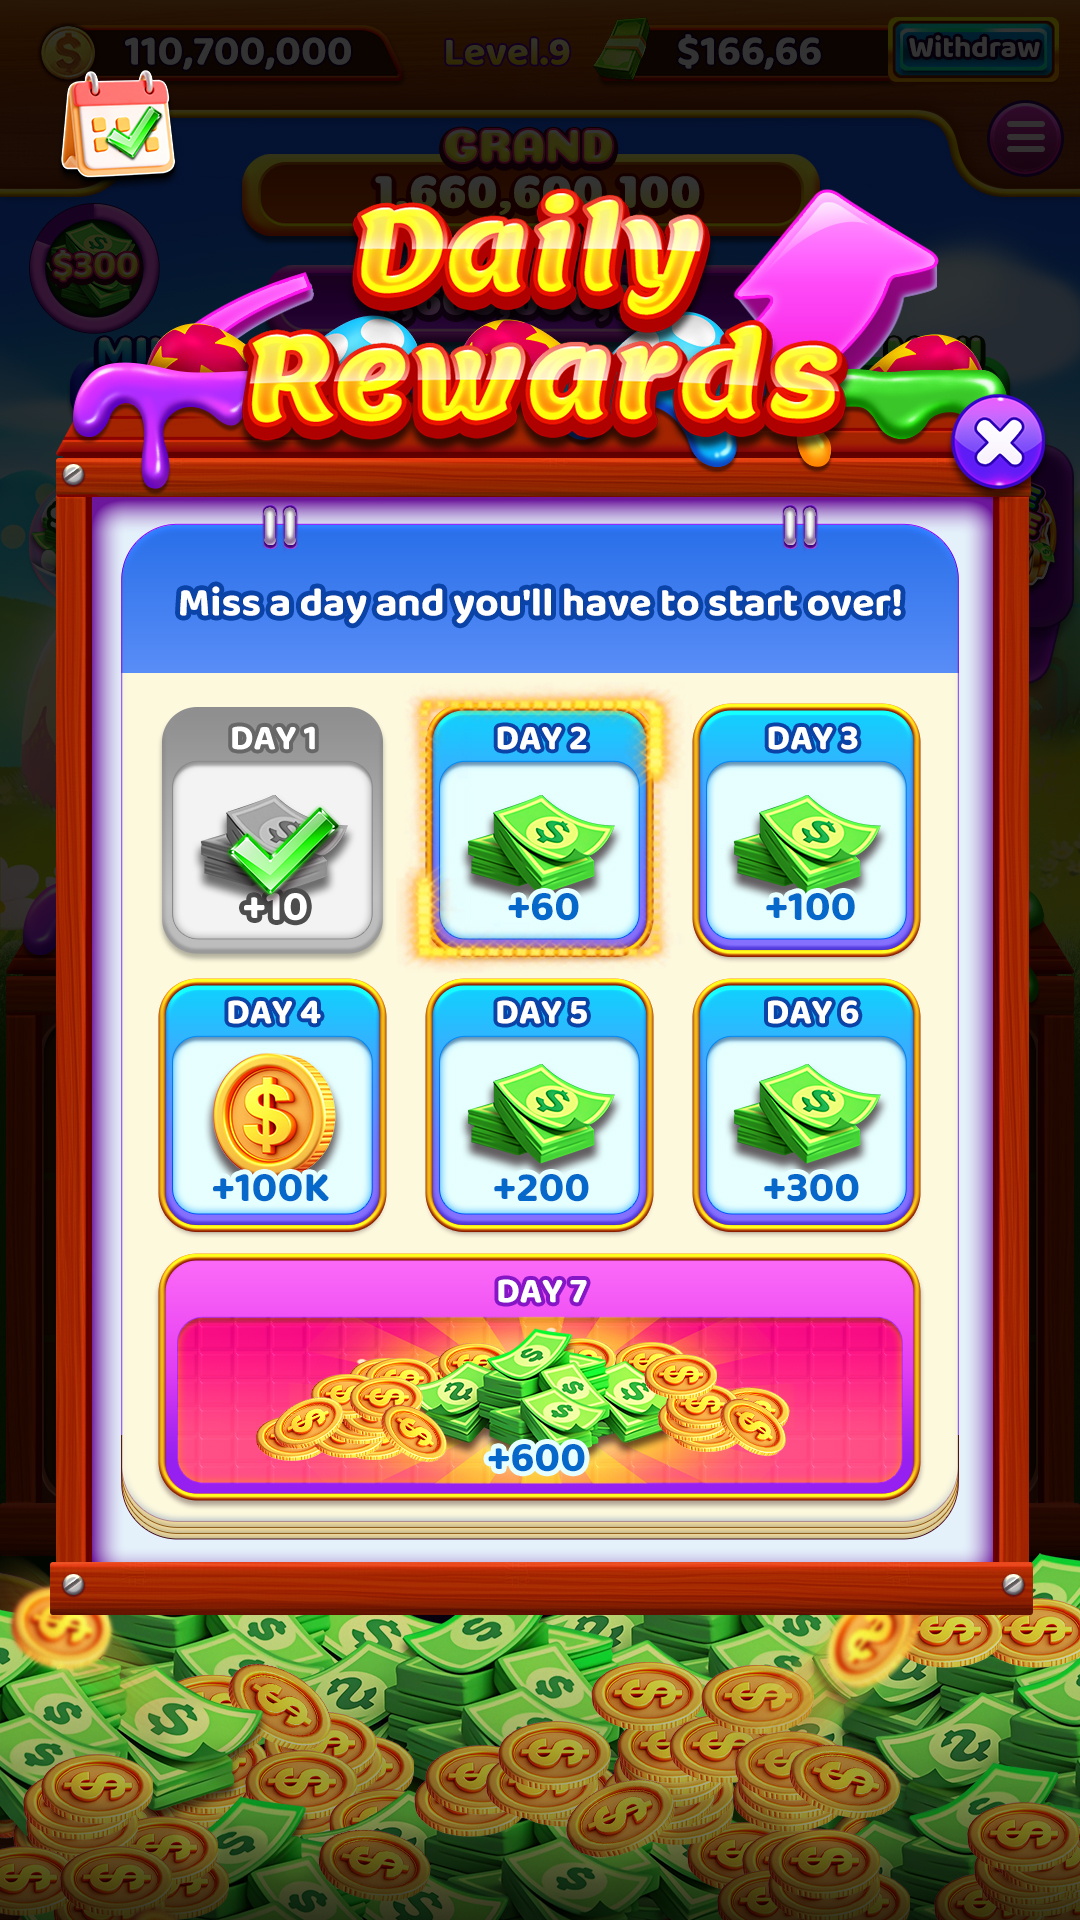 110,700,000
Level.9
$166,66
Withdraw
GRAND
1,660,600,100
$300
Daily
Rewards
Miss a day and you'll have to start over!
DAY 1
DAY 2
DAY 3
+10
+60
+100
DAY 4
DAY 5
DAY 6
+100K
+200
+300
DAY 7
+600